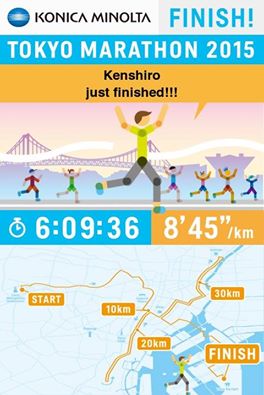 KONICA MINOLTA FINISH!
TOKYO MARATHON 2015
Kenshiro
just finished!!!
6:09:36 8'45"/km
START
10km
30km
20km
FINISH